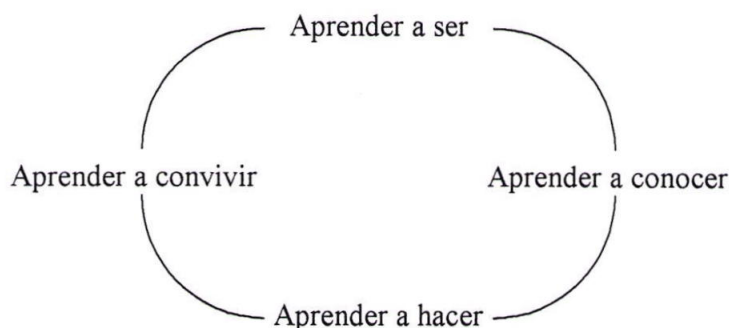 Aprender a ser
Aprender a convivir
Aprender a conocer
Aprender a hacer